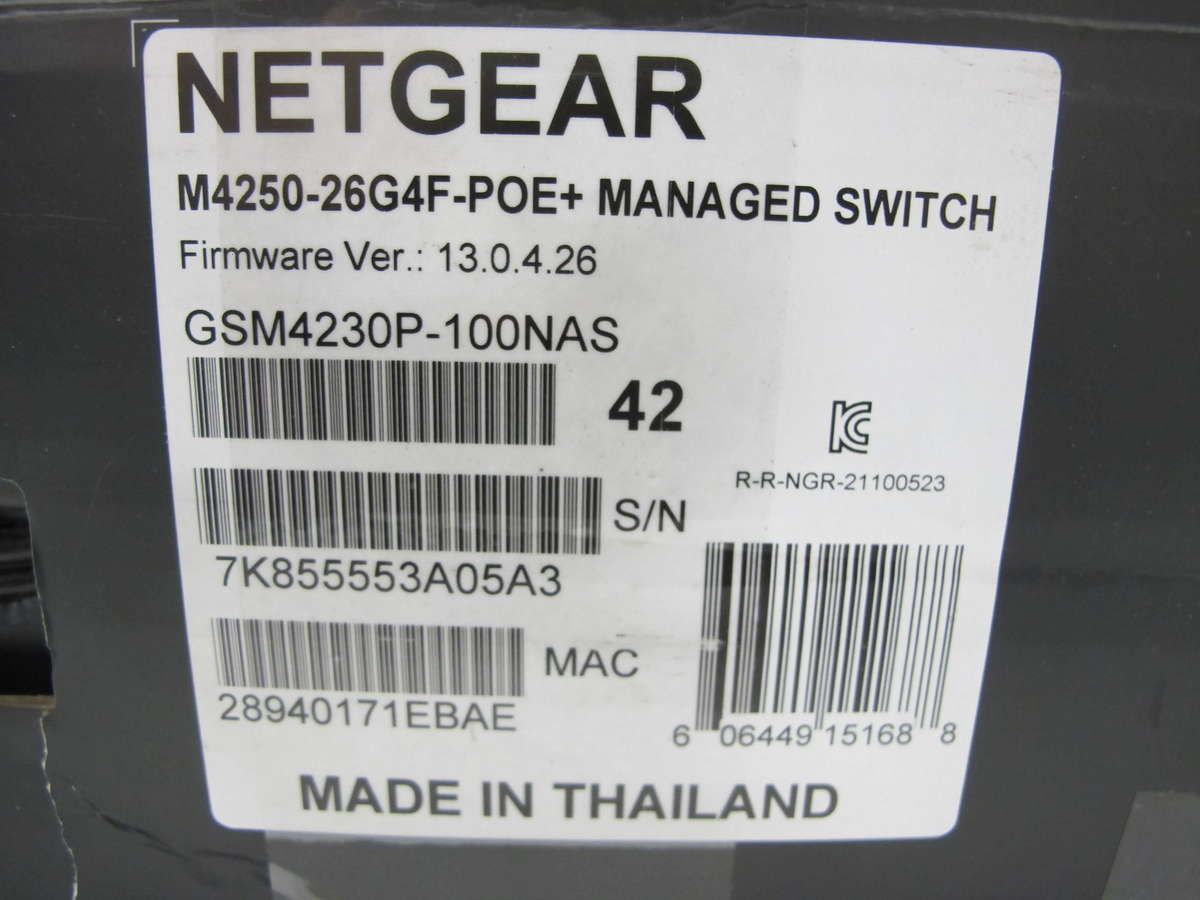 NETGEAR
M4250-26G4F-POE+ MANAGED SWITCH
Firmware Ver.: 13.0.4.26
GSM4230P-100NAS
42
KC
R-R-NGR-21100523
S/N
7K855553A05A3
MAC
28940171EBAE
6 06449 15168 8
MADE IN THAILAND